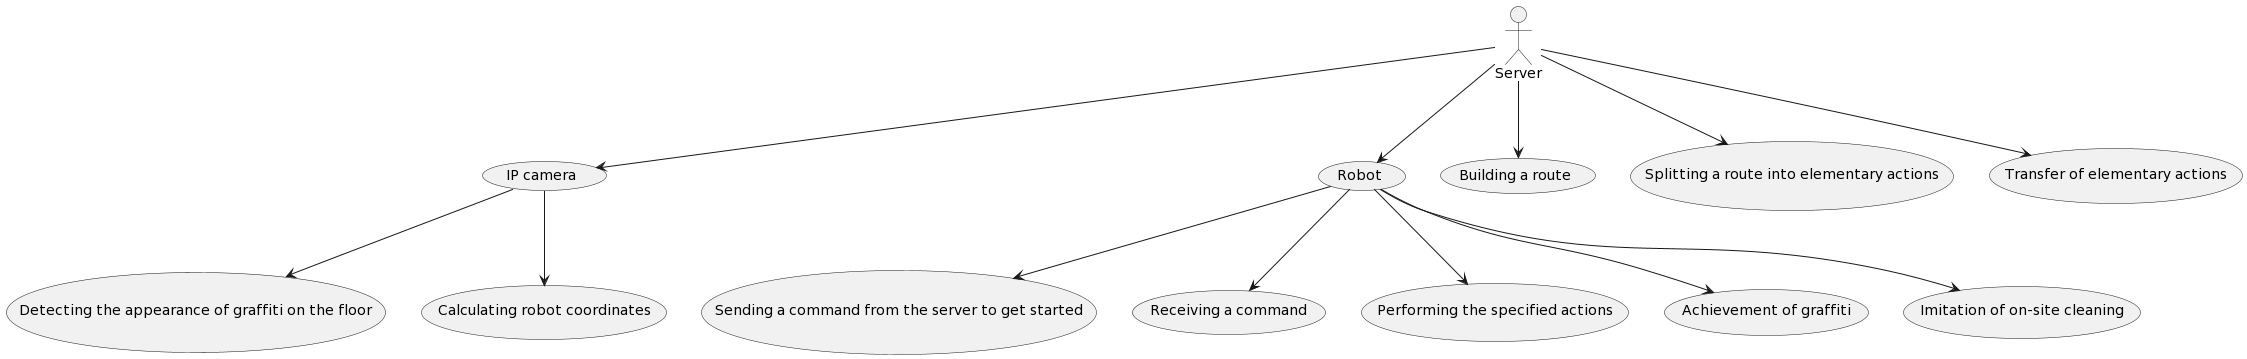 Server
IP camera
Robot
Building a route
Splitting a route into elementary actions
Transfer of elementary actions
Detecting the appearance of graffiti on the floor
Calculating robot coordinates
Sending a command from the server to get started
Receiving a command
Performing the specified actions
Achievement of graffiti
Imitation of on-site cleaning